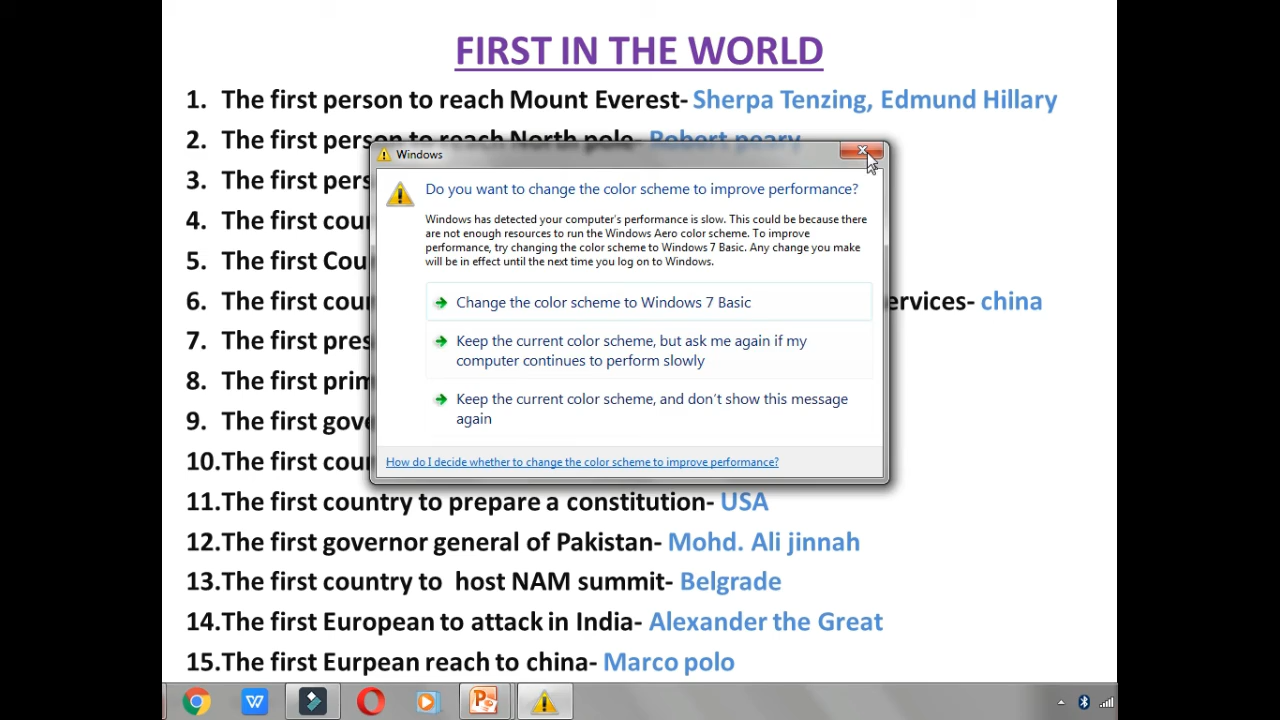 FIRST IN THE WORLD
1. The first person to reach Mount Everest- Sherpa Tenzing, Edmund Hillary
2. The first person to reach North pole- Robert peary
Windows
3. The first pers
Do you want to change the color scheme to improve performance?
4. The first cou
Windows has detected your computer's performance is slow. This could be because there
are not enough resources to run the Windows Aero color scheme. To improve
performance, try changing the color scheme to Windows 7 Basic. Any change you make
will be in effect until the next time you log on to Windows.
5. The first Cou
6. The first cou
ervices- china
Change the color scheme to Windows 7 Basic
7. The first pres
Keep the current color scheme, but ask me again if my
computer continues to perform slowly
8. The first prim
Keep the current color scheme, and don't show this message
again
9. The first gove
10.The first cou
How do I decide whether to change the color scheme to improve performance?
11.The first country to prepare a constitution- USA
12.The first governor general of Pakistan- Mohd. Ali jinnah
13.The first country to host NAM summit- Belgrade
14.The first European to attack in India- Alexander the Great
15.The first Eurpean reach to china- Marco polo